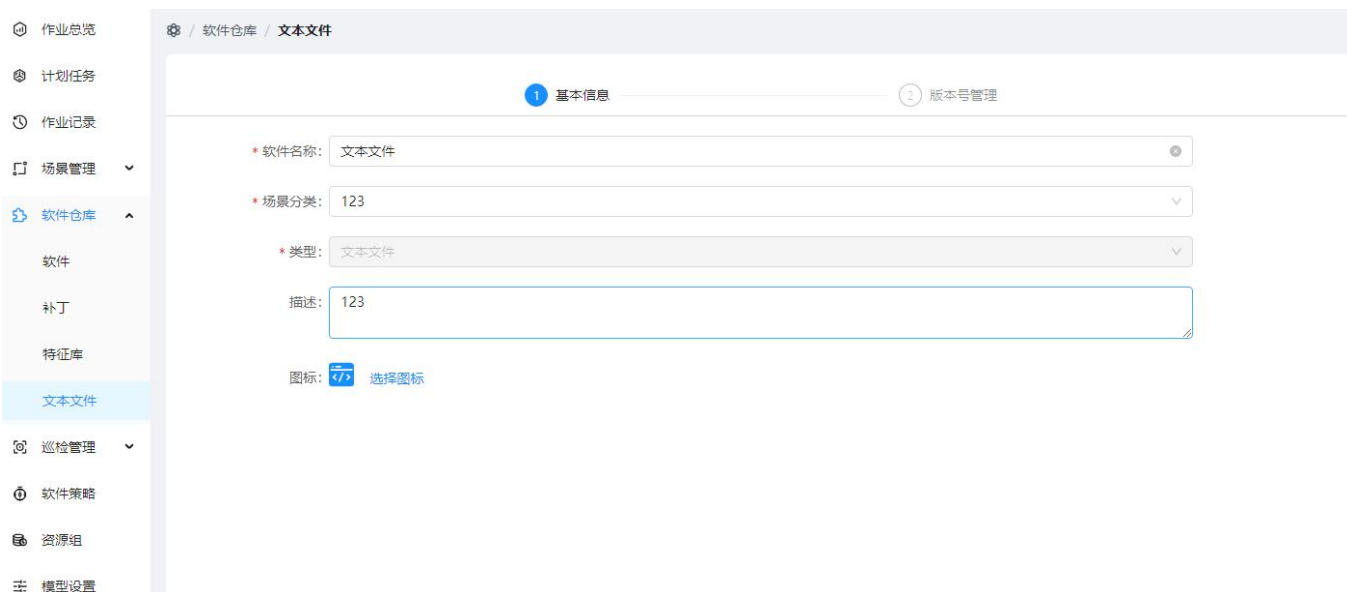 作业总览
计划任务
作业记录
场景管理
软件仓库
软件
补丁
特征库
文本文件
巡检管理
软件策略
资源组
模型设置
/ 软件仓库 / 文本文件
1 基本信息
2 版本号管理
* 软件名称: 文本文件
* 场景分类: 123
* 类型: 文本文件
描述: 123
图标: </> 选择图标